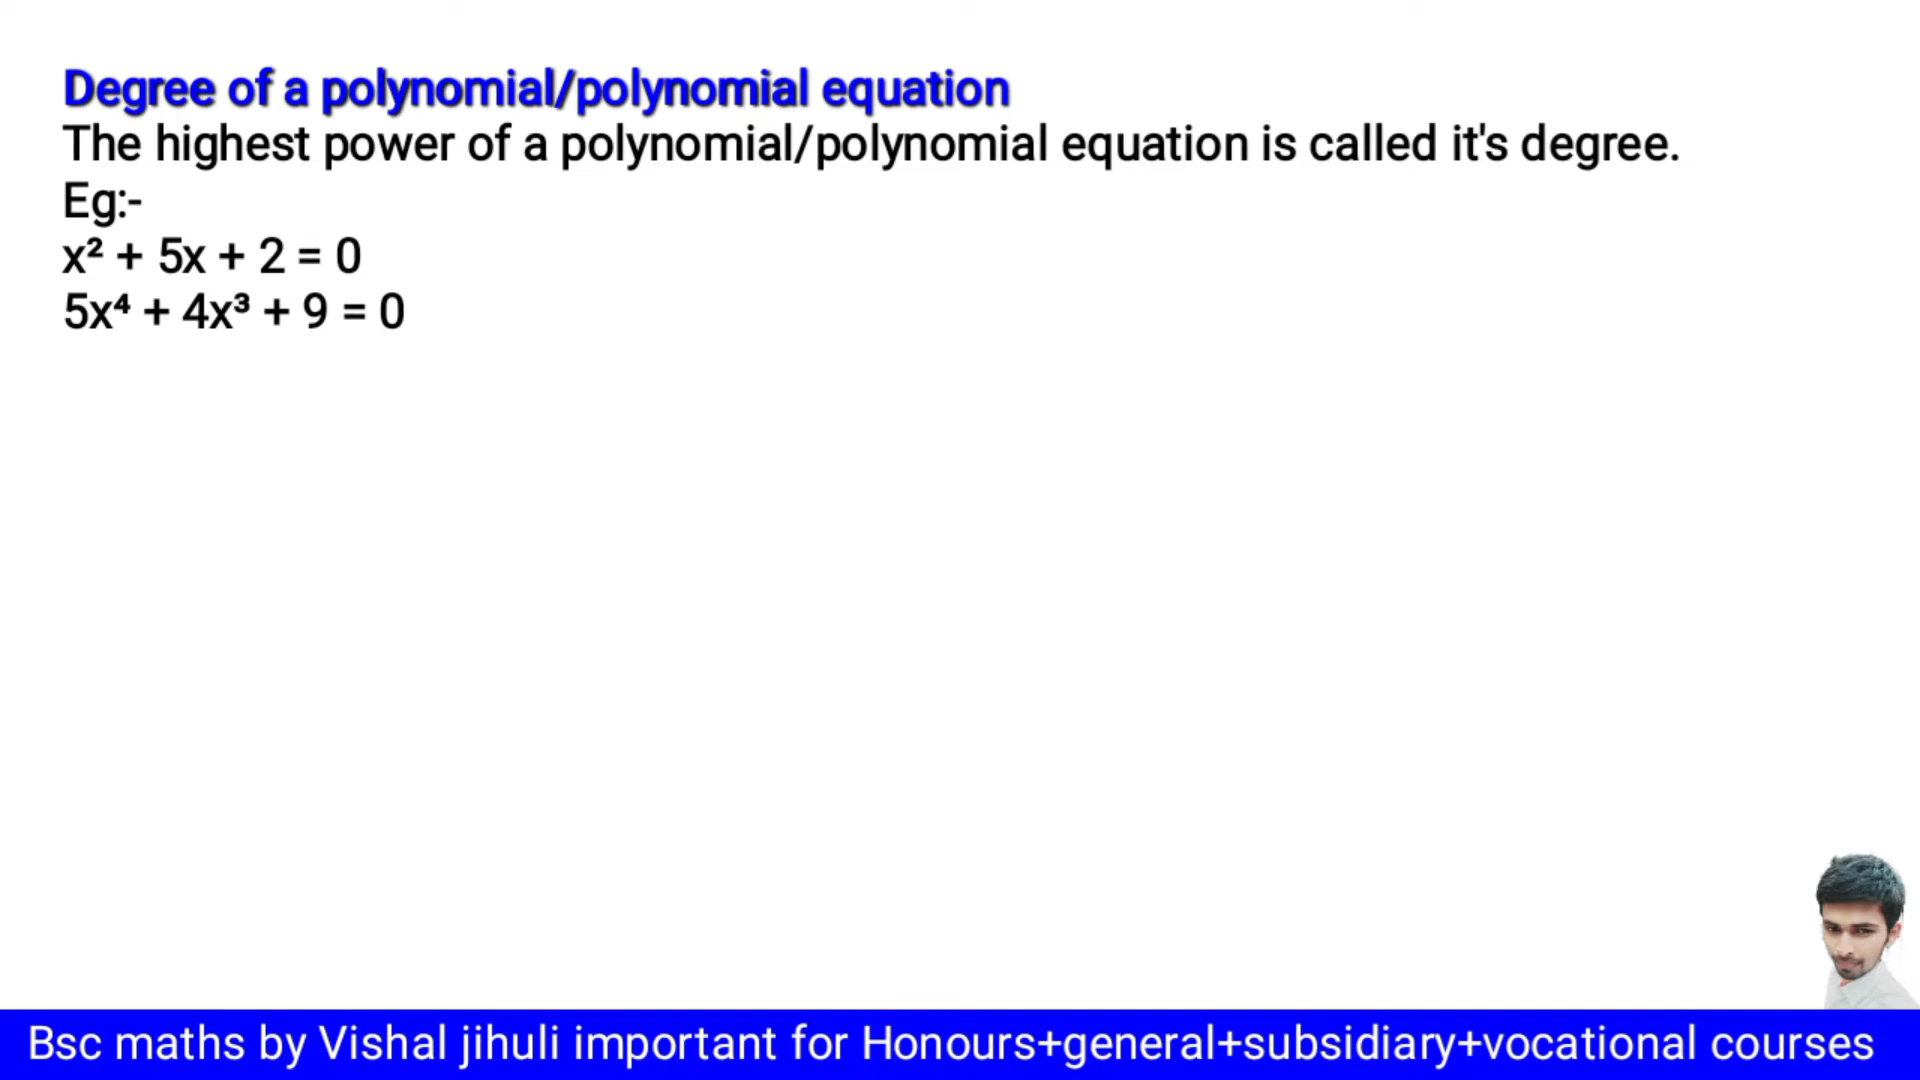 Degree of a polynomial/polynomial equation
The highest power of a polynomial/polynomial equation is called it's degree.
Eg:-
x² + 5x + 2 = 0
5x⁴ + 4x³ + 9 = 0
Bsc maths by Vishal jihuli important for Honours+general+subsidiary+vocational courses